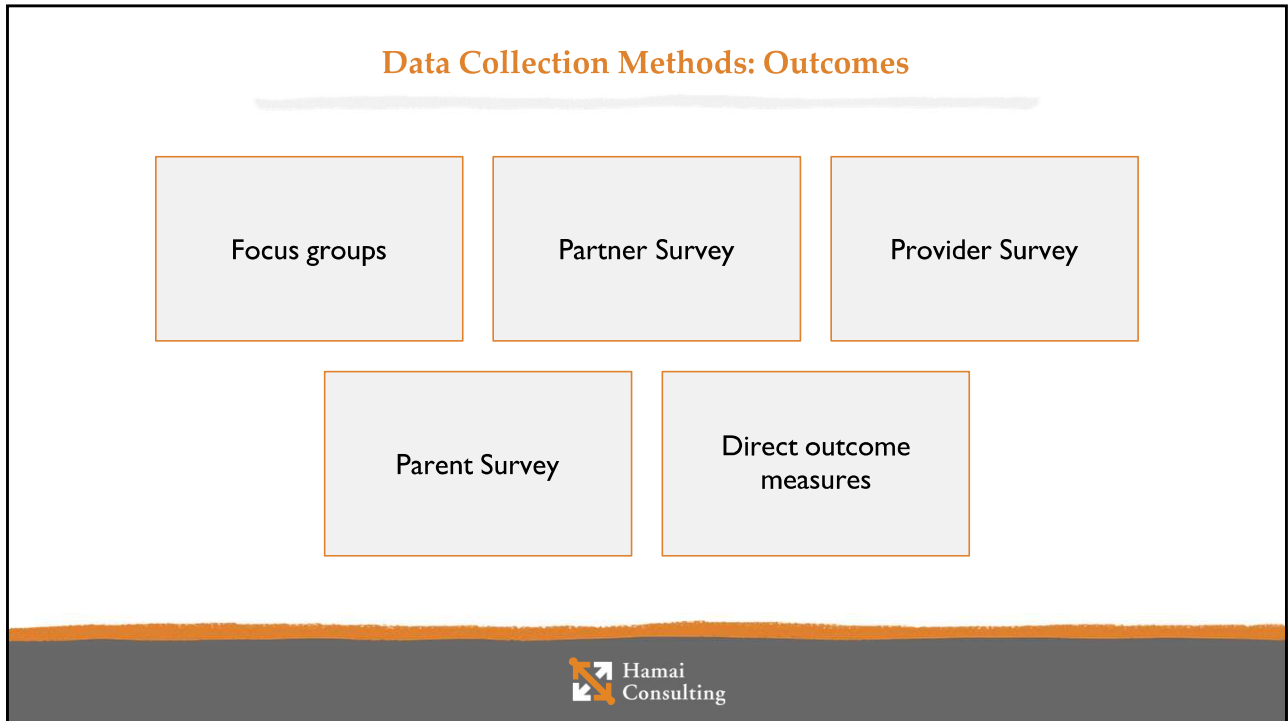 Data Collection Methods: Outcomes
Focus groups
Partner Survey
Provider Survey
Parent Survey
Direct outcome
measures
Hamai
Consulting